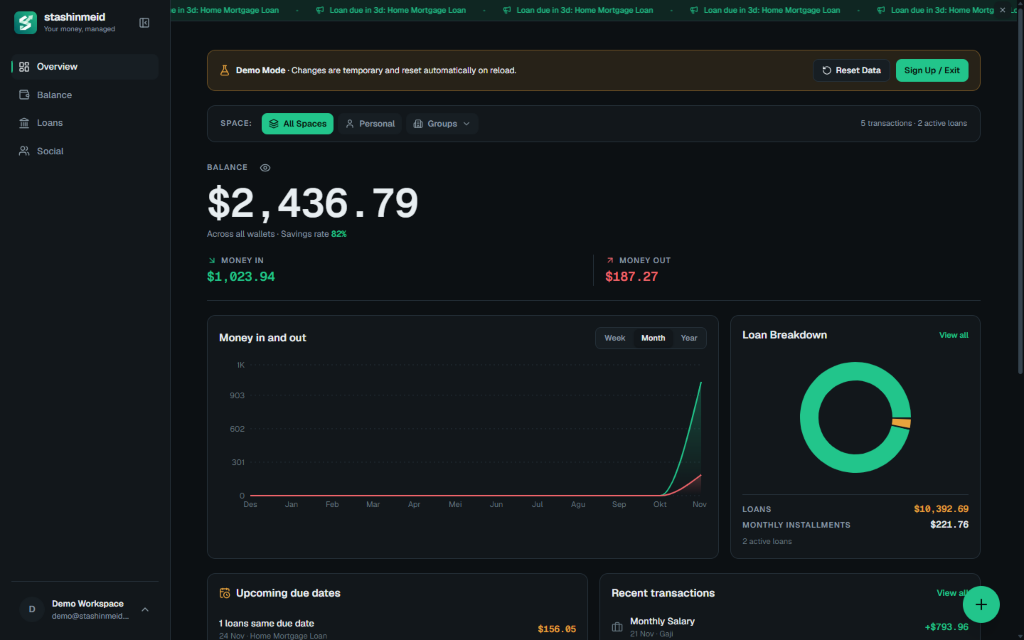 stashinmeid
Your money, managed
Overview
Balance
Loans
Social
e in 3d: Home Mortgage Loan
Loan due in 3d: Home Mortgage Loan
Loan due in 3d: Home Mortgage Loan
Loan due in 3d: Home Mortgage Loan
Loan due in 3d: Home Mortg
Demo Mode · Changes are temporary and reset automatically on reload.
Reset Data
Sign Up / Exit
SPACE:
All Spaces
Personal
Groups
5 transactions · 2 active loans
BALANCE
$2,436.79
Across all wallets · Savings rate 82%
MONEY IN
$1,023.94
MONEY OUT
$187.27
Money in and out
Week
Month
Year
1K
903
602
301
0
Des
Jan
Feb
Mar
Apr
Mei
Jun
Jul
Agu
Sep
Okt
Nov
Loan Breakdown
View all
LOANS
$10,392.69
MONTHLY INSTALLMENTS
$221.76
2 active loans
Upcoming due dates
1 loans same due date
24 Nov · Home Mortgage Loan
$156.05
Recent transactions
View all
Monthly Salary
21 Nov · Gaji
+$793.96
D
Demo Workspace
demo@stashinmeid...